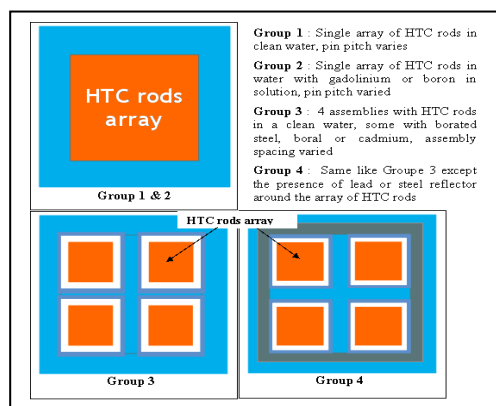 HTC rods
array
Group 1 & 2
Group 1 : Single array of HTC rods in
clean water, pin pitch varies
Group 2 : Single array of HTC rods in
water with gadolinium or boron in
solution, pin pitch varied
Group 3 : 4 assemblies with HTC rods
in a clean water, some with borated
steel, boral or cadmium, assembly
spacing varied
Group 4 : Same like Groupe 3 except
the presence of lead or steel reflector
around the array of HTC rods
HTC rods array
Group 3
Group 4